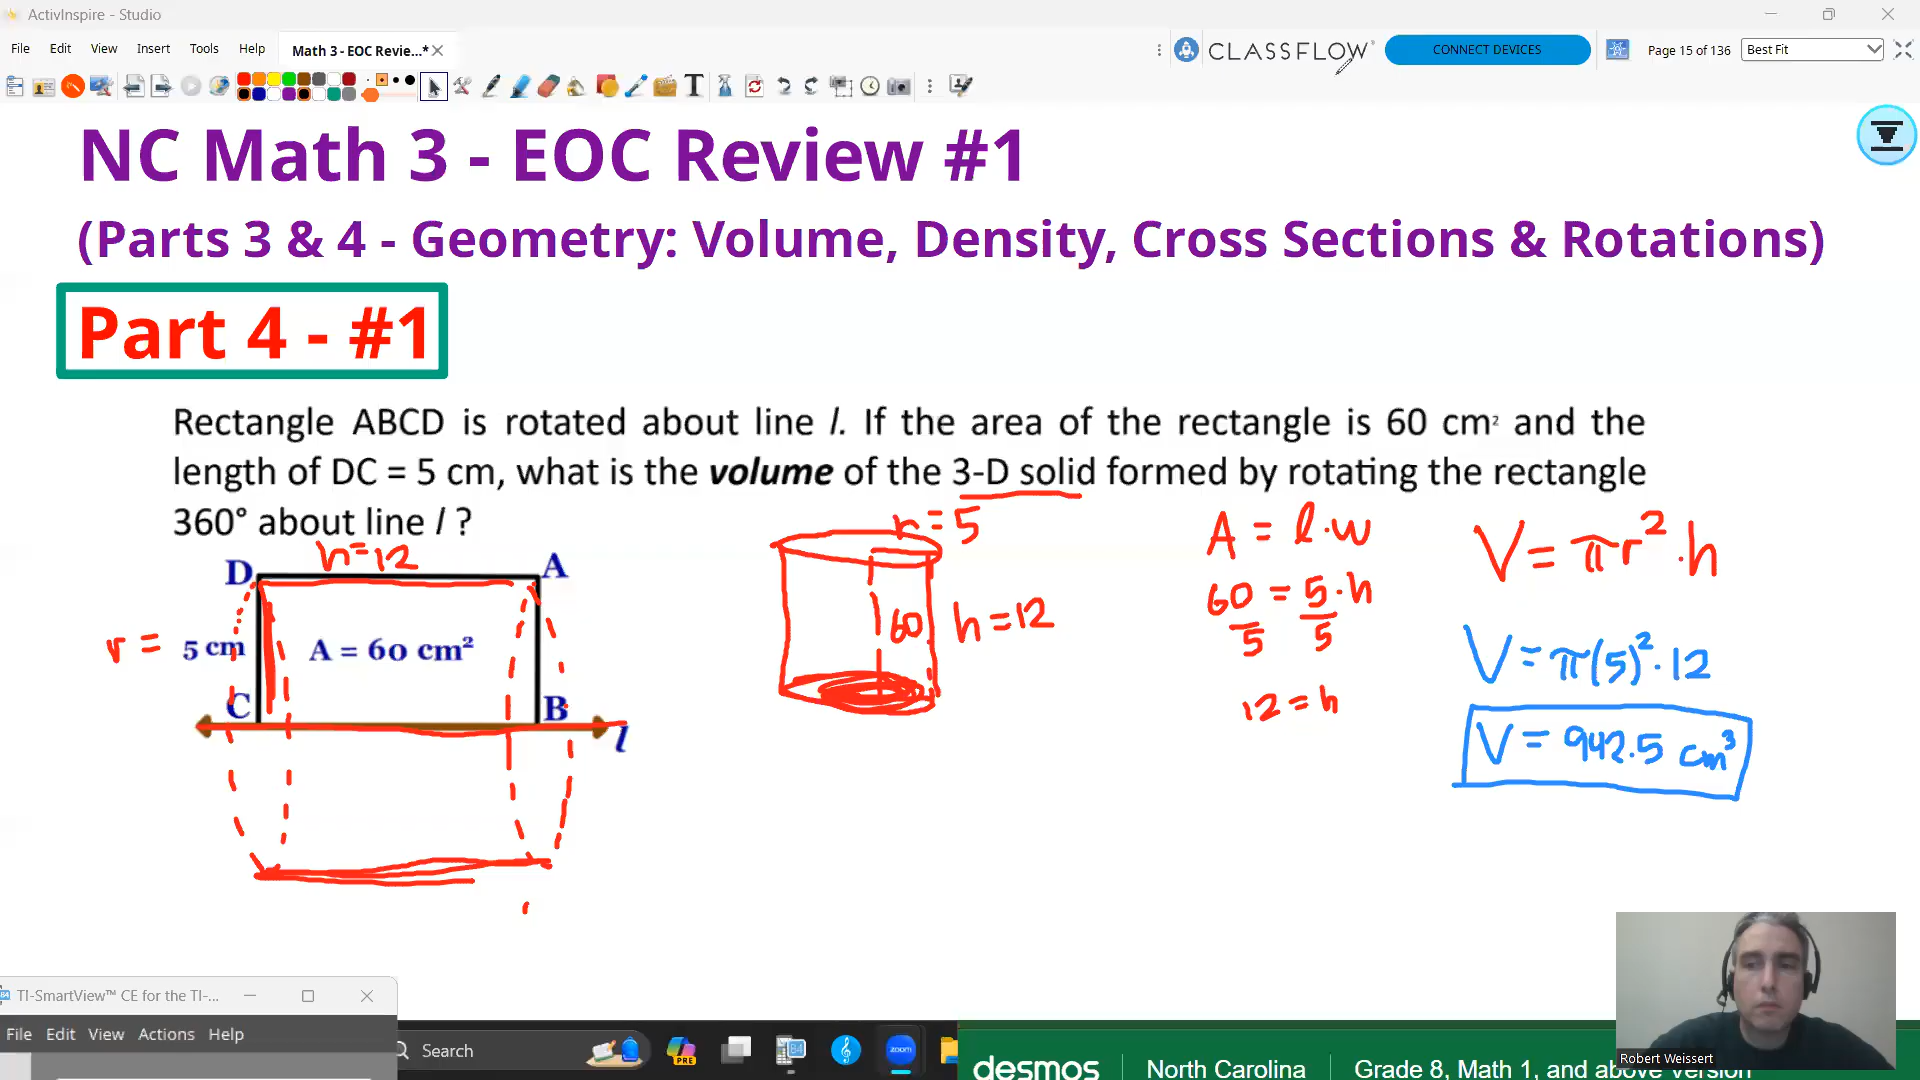 ActivInspire - Studio
File Edit View Insert Tools Help Math 3 - EOC Revie...*
CLASSFLOW CONNECT DEVICES Page 15 of 136 Best Fit
NC Math 3 - EOC Review #1
(Parts 3 & 4 - Geometry: Volume, Density, Cross Sections & Rotations)
Part 4 - #1
Rectangle ABCD is rotated about line l. If the area of the rectangle is 60 cm² and the
length of DC = 5 cm, what is the volume of the 3-D solid formed by rotating the rectangle
360° about line l ?
h=12
D A
r = 5 cm A = 60 cm²
C B
l
r = 5
60 h=12
A = l·w
60 = 5·h
5 5
12 = h
V = πr²·h
V = π(5)²·12
V = 942.5 cm³
TI-SmartView™ CE for the TI-...
File Edit View Actions Help
Search
PRE
84
zoom
desmos North Carolina Grade 8, Math 1, and above Version
Robert Weissert